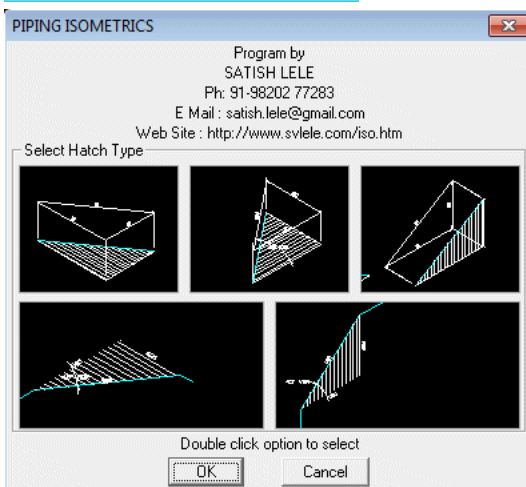 PIPING ISOMETRICS
Program by
SATISH LELE
Ph: 91-98202 77283
E Mail : satish.lele@gmail.com
Web Site : http://www.svlele.com/iso.htm
Select Hatch Type
Double click option to select
OK
Cancel